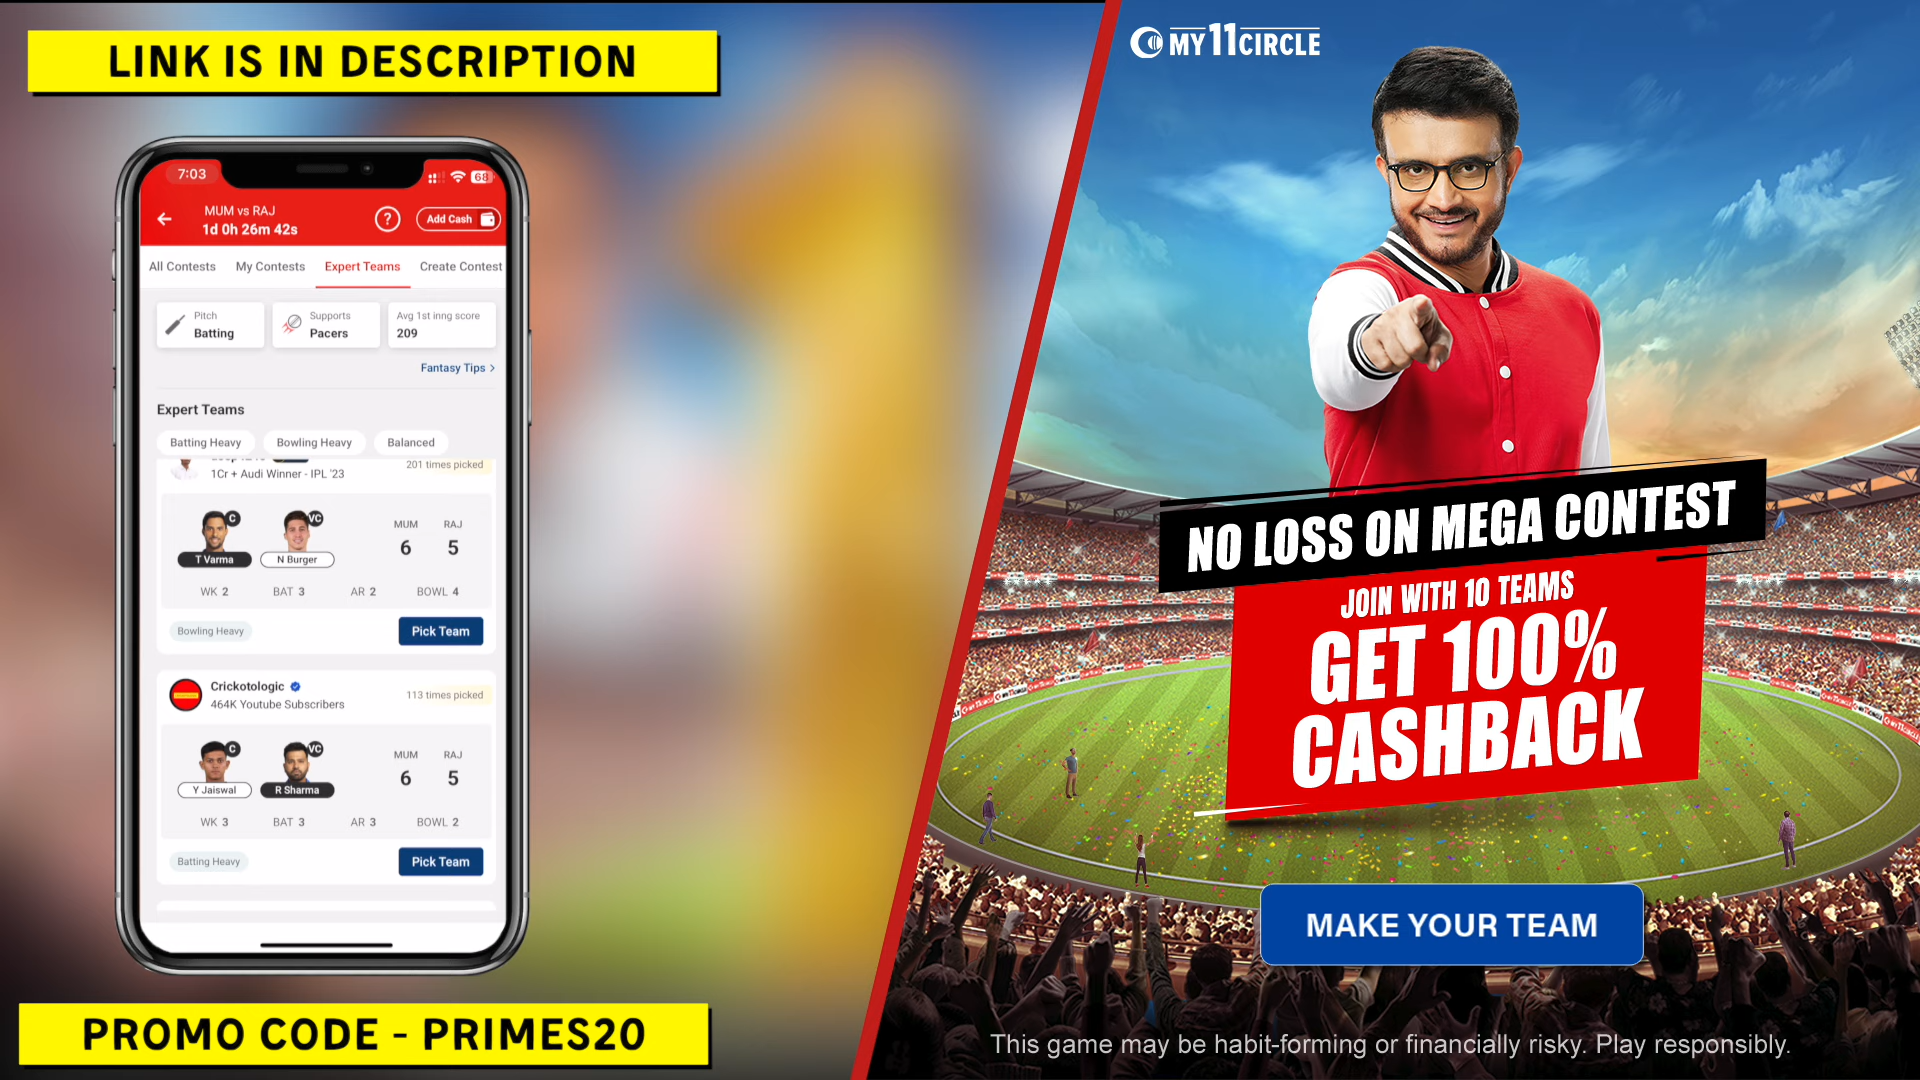 LINK IS IN DESCRIPTION
7:03
68
MUM vs RAJ
1d 0h 26m 42s
?
Add Cash
All Contests
My Contests
Expert Teams
Create Contest
Pitch
Batting
Supports
Pacers
Avg 1st inng score
209
Fantasy Tips >
Expert Teams
Batting Heavy
Bowling Heavy
Balanced
201 times picked
1Cr + Audi Winner - IPL '23
C
VC
T Varma
N Burger
MUM
RAJ
6
5
WK 2
BAT 3
AR 2
BOWL 4
Bowling Heavy
Pick Team
Crickotologic
464K Youtube Subscribers
113 times picked
C
VC
Y Jaiswal
R Sharma
MUM
RAJ
6
5
WK 3
BAT 3
AR 3
BOWL 2
Batting Heavy
Pick Team
PROMO CODE - PRIMES20
MY11CIRCLE
NO LOSS ON MEGA CONTEST
JOIN WITH 10 TEAMS
GET 100%
CASHBACK
MAKE YOUR TEAM
This game may be habit-forming or financially risky. Play responsibly.